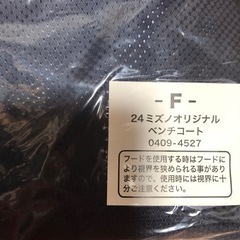 - F -
24ミズノオリジナル
ベンチコート
0409-4527
フードを使用する時はフードに
より視界を狭められる事があり
ますので、使用時には視界に十
分ご注意ください。